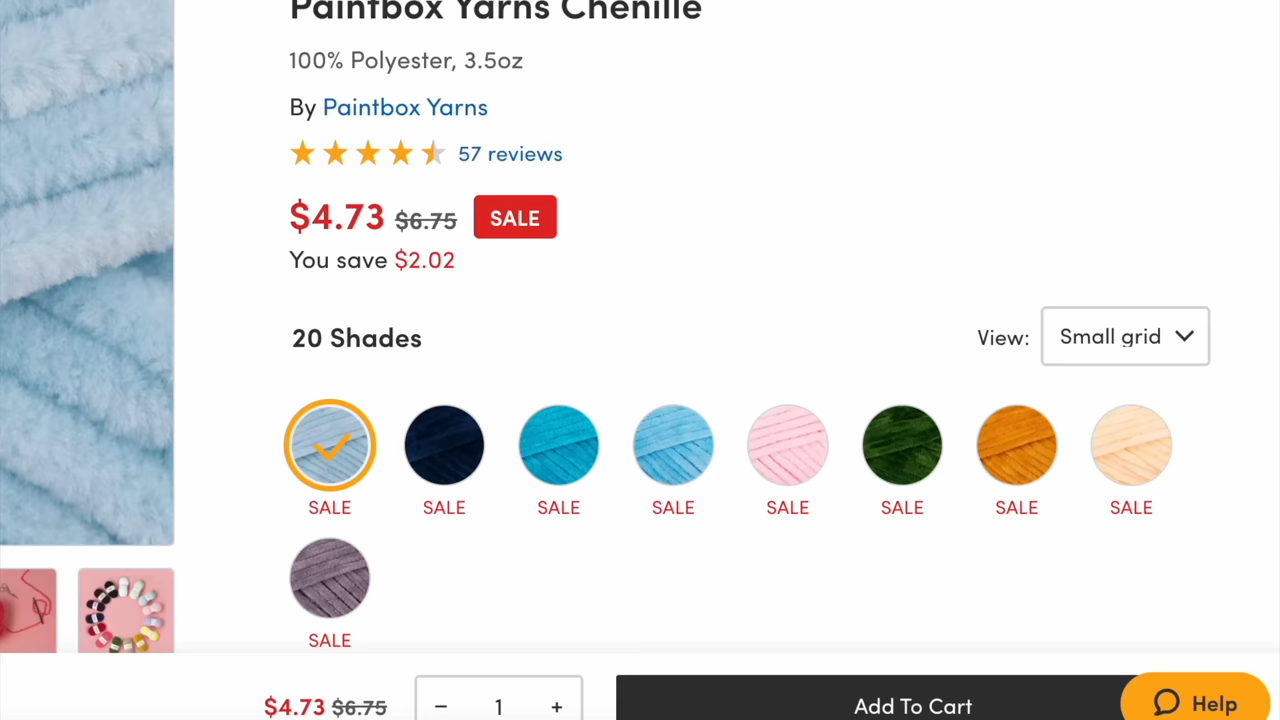 Paintbox Yarns Chenille
100% Polyester, 3.5oz
By Paintbox Yarns
57 reviews
$4.73 $6.75 SALE
You save $2.02
20 Shades
View: Small grid
SALE SALE SALE SALE SALE SALE SALE SALE
SALE
$4.73 $6.75 − 1 + Add To Cart Help